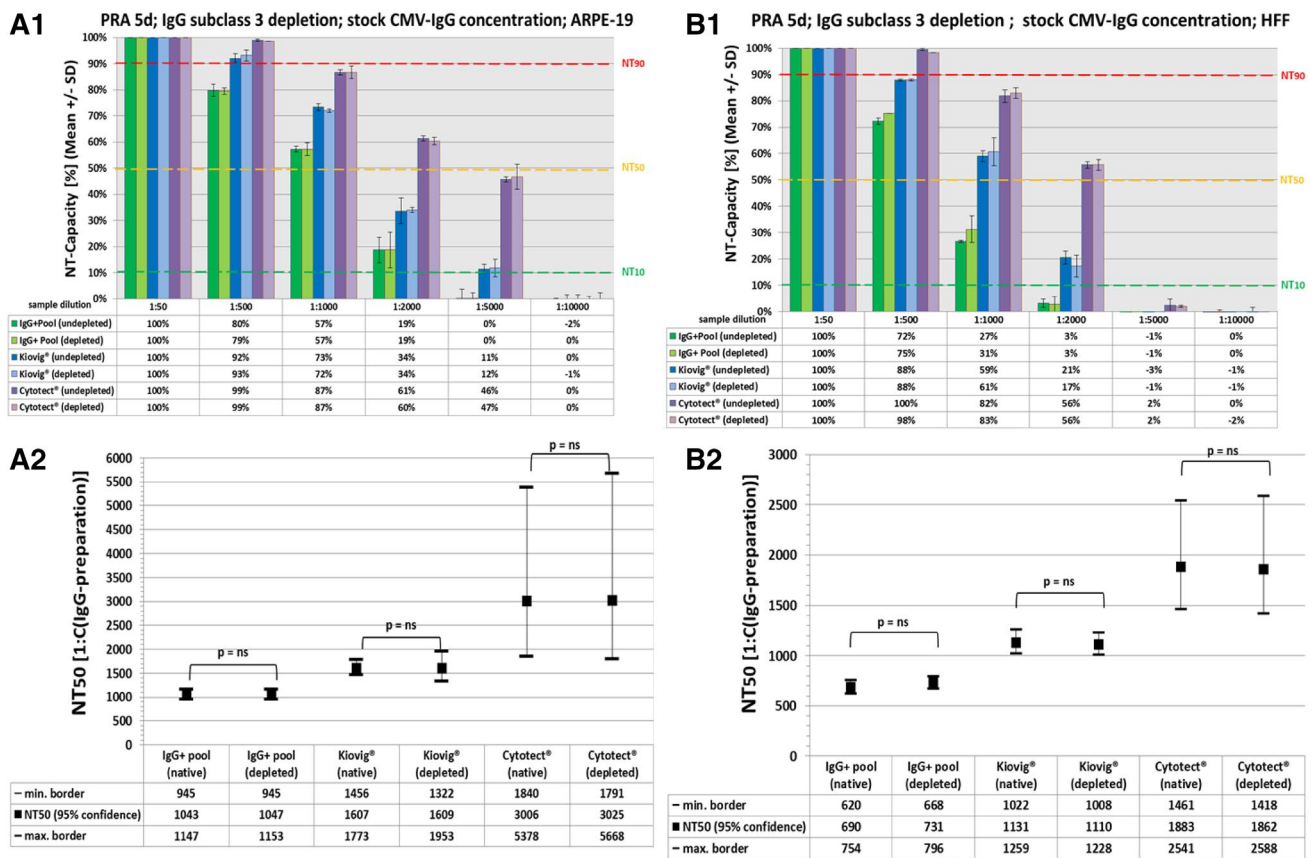 A1
PRA 5d; IgG subclass 3 depletion; stock CMV-IgG concentration; ARPE-19
NT-Capacity [%] (Mean +/- SD)
100%
90%
80%
70%
60%
50%
40%
30%
20%
10%
0%
NT90
NT50
NT10
sample dilution 1:50 1:500 1:1000 1:2000 1:5000 1:10000
IgG+Pool (undepleted) 100% 80% 57% 19% 0% -2%
IgG+ Pool (depleted) 100% 79% 57% 19% 0% 0%
Kiovig® (undepleted) 100% 92% 73% 34% 11% 0%
Kiovig® (depleted) 100% 93% 72% 34% 12% -1%
Cytotect® (undepleted) 100% 99% 87% 61% 46% 0%
Cytotect® (depleted) 100% 99% 87% 60% 47% 0%
B1
PRA 5d; IgG subclass 3 depletion ; stock CMV-IgG concentration; HFF
NT-Capacity [%] (Mean +/- SD)
100%
90%
80%
70%
60%
50%
40%
30%
20%
10%
0%
NT90
NT50
NT10
sample dilution 1:50 1:500 1:1000 1:2000 1:5000 1:10000
IgG+Pool (undepleted) 100% 72% 27% 3% -1% 0%
IgG+ Pool (depleted) 100% 75% 31% 3% -1% 0%
Kiovig® (undepleted) 100% 88% 59% 21% -3% -1%
Kiovig® (depleted) 100% 88% 61% 17% -1% -1%
Cytotect® (undepleted) 100% 100% 82% 56% 2% 0%
Cytotect® (depleted) 100% 98% 83% 56% 2% -2%
A2
NT50 [1:C(IgG-preparation)]
6000
5500
5000
4500
4000
3500
3000
2500
2000
1500
1000
500
0
p = ns
p = ns
p = ns
IgG+ pool IgG+ pool Kiovig® Kiovig® Cytotect® Cytotect®
(native) (depleted) (native) (depleted) (native) (depleted)
– min. border 945 945 1456 1322 1840 1791
NT50 (95% confidence) 1043 1047 1607 1609 3006 3025
– max. border 1147 1153 1773 1953 5378 5668
B2
NT50 [1:C(IgG-preparation)]
3000
2500
2000
1500
1000
500
0
p = ns
p = ns
p = ns
IgG+ pool IgG+ pool Kiovig® Kiovig® Cytotect® Cytotect®
(native) (depleted) (native) (depleted) (native) (depleted)
– min. border 620 668 1022 1008 1461 1418
NT50 (95% confidence) 690 731 1131 1110 1883 1862
– max. border 754 796 1259 1228 2541 2588